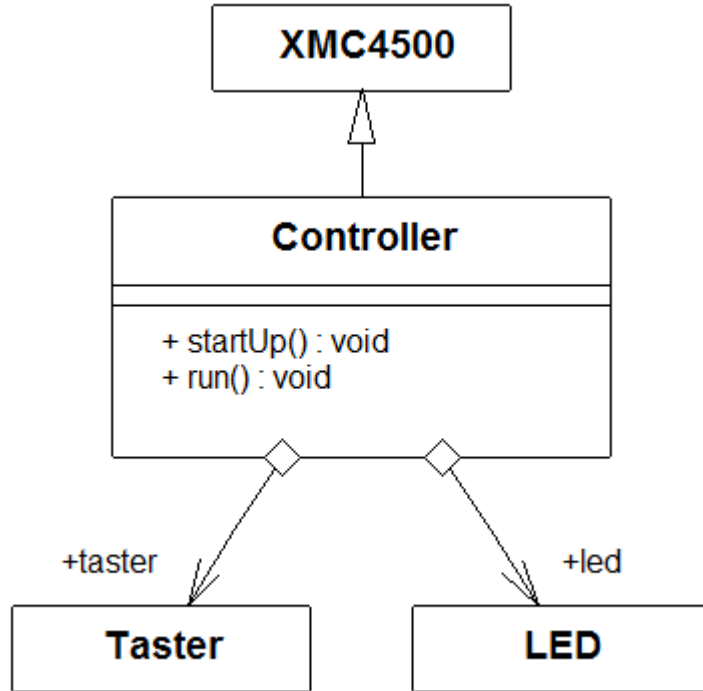 XMC4500
Controller
+ startUp() : void
+ run() : void
+taster
+led
Taster
LED